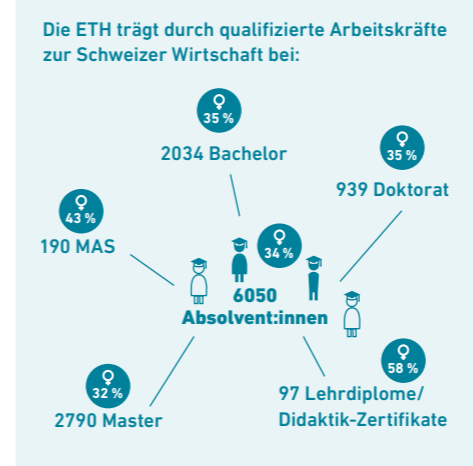 Die ETH trägt durch qualifizierte Arbeitskräfte
zur Schweizer Wirtschaft bei:
♀
35 %
2034 Bachelor
♀
35 %
939 Doktorat
♀
43 %
190 MAS
♀
34 %
6050
Absolvent:innen
♀
32 %
2790 Master
♀
58 %
97 Lehrdiplome/
Didaktik-Zertifikate